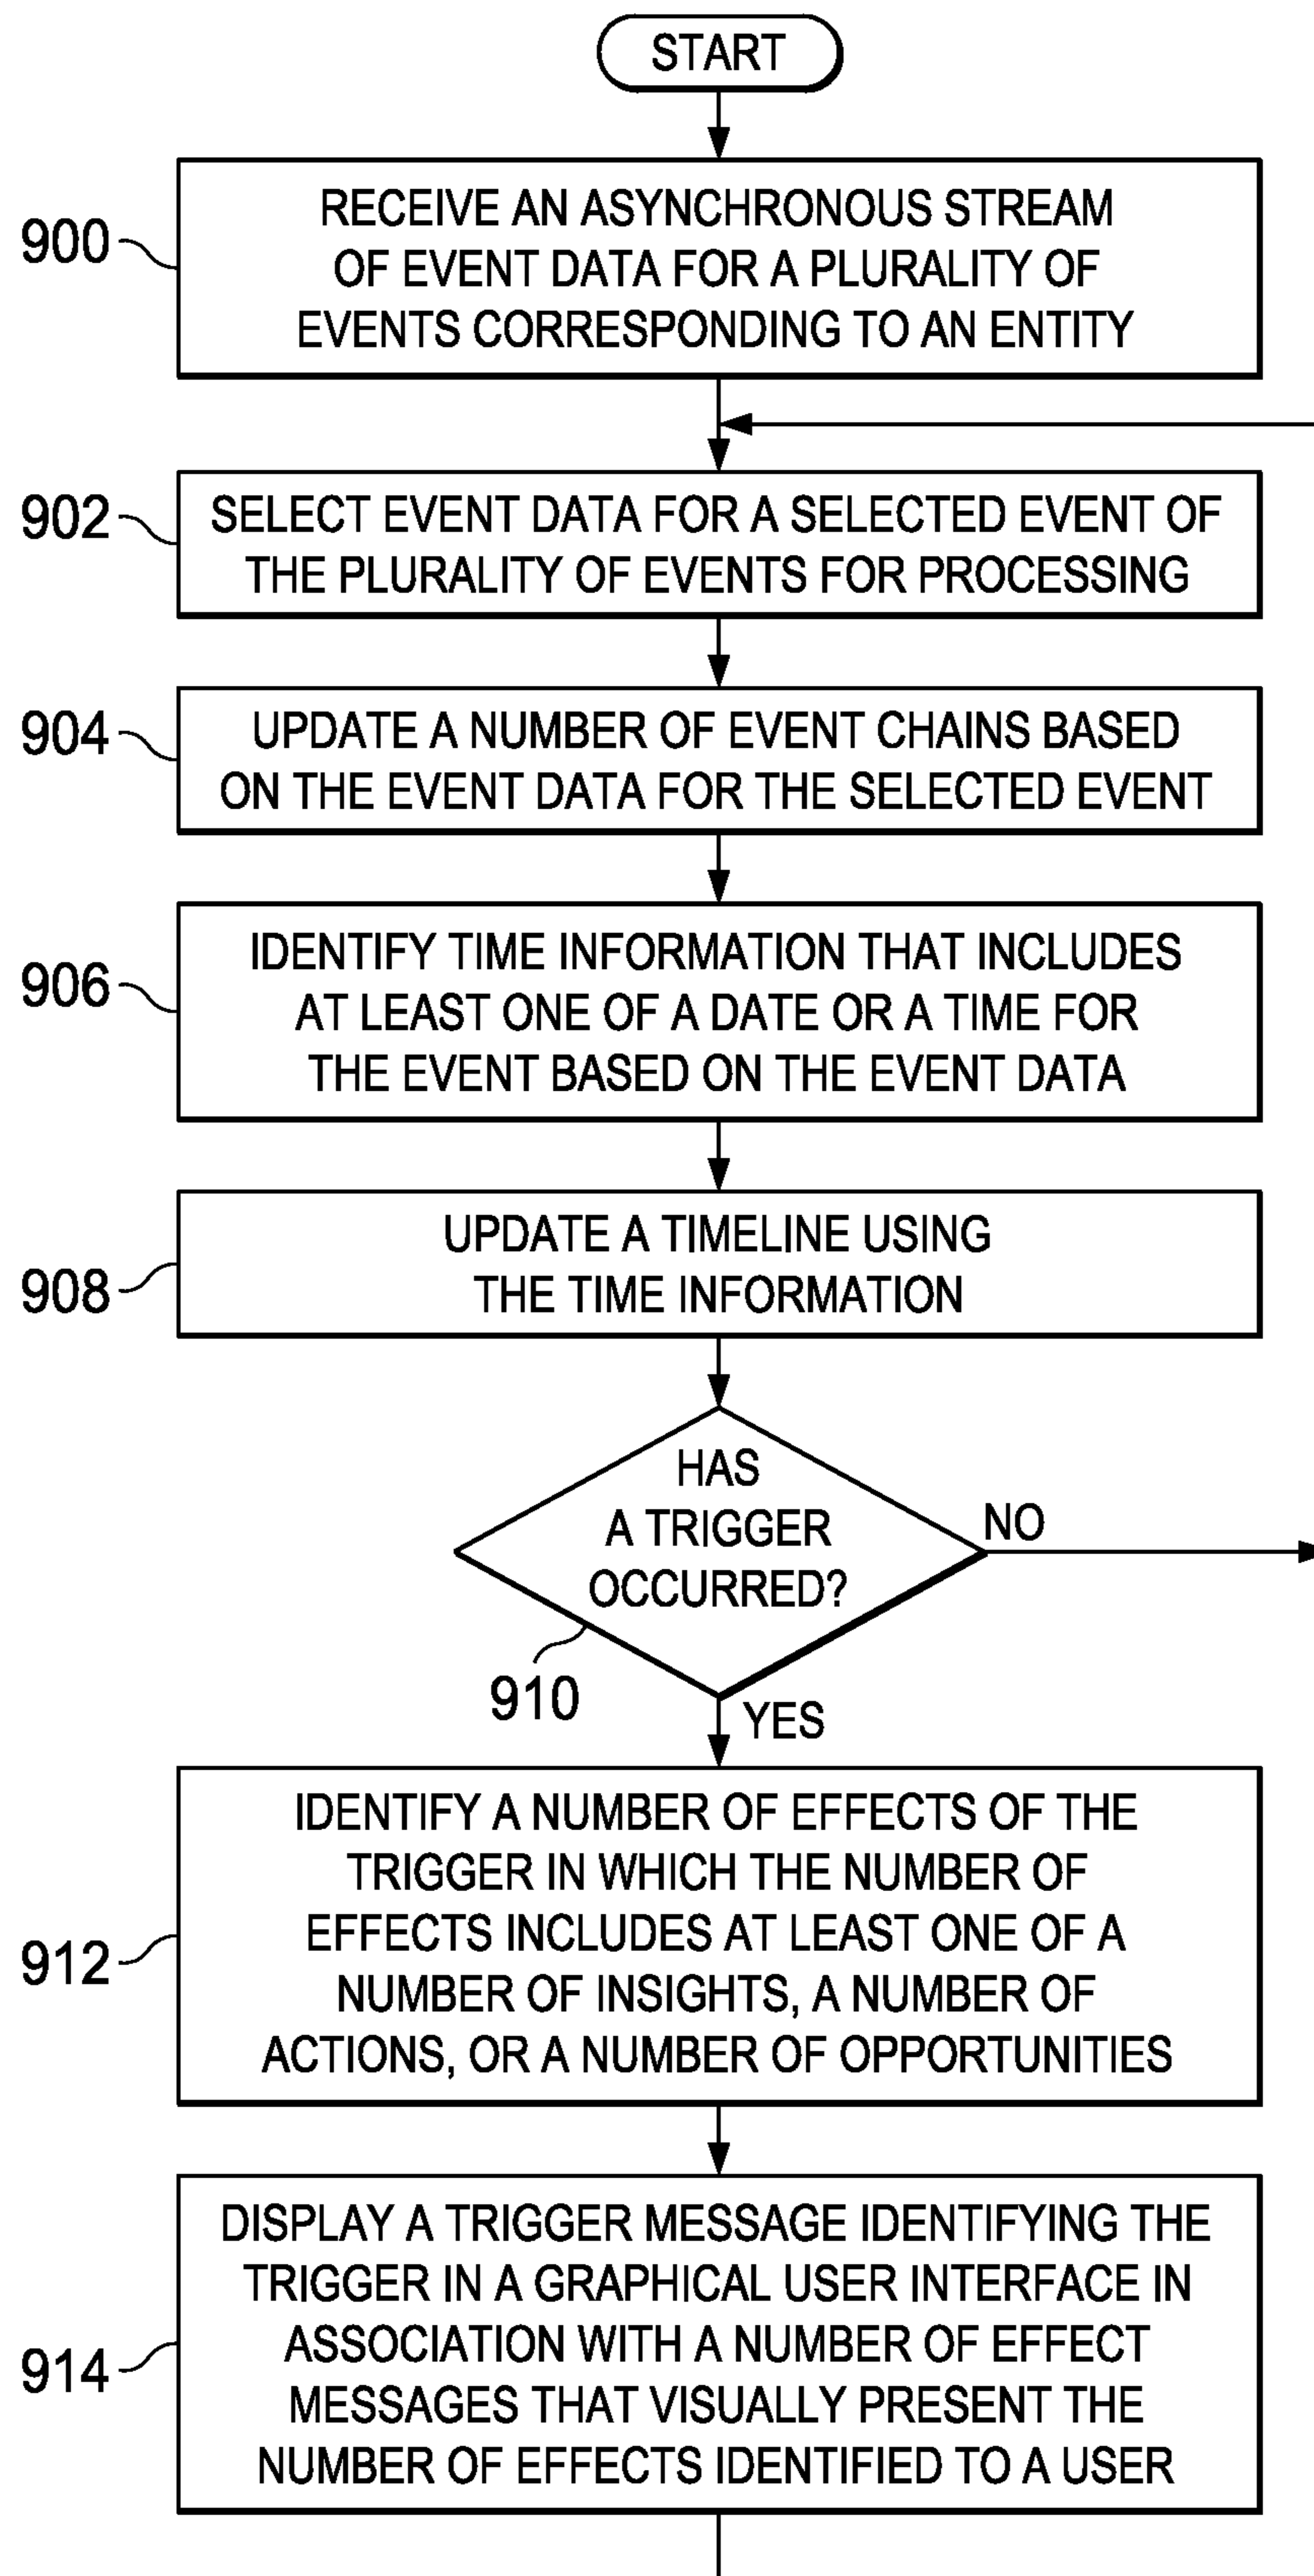 START
900
RECEIVE AN ASYNCHRONOUS STREAM
OF EVENT DATA FOR A PLURALITY OF
EVENTS CORRESPONDING TO AN ENTITY
902
SELECT EVENT DATA FOR A SELECTED EVENT OF
THE PLURALITY OF EVENTS FOR PROCESSING
904
UPDATE A NUMBER OF EVENT CHAINS BASED
ON THE EVENT DATA FOR THE SELECTED EVENT
906
IDENTIFY TIME INFORMATION THAT INCLUDES
AT LEAST ONE OF A DATE OR A TIME FOR
THE EVENT BASED ON THE EVENT DATA
908
UPDATE A TIMELINE USING
THE TIME INFORMATION
HAS
A TRIGGER
OCCURRED?
NO
910
YES
912
IDENTIFY A NUMBER OF EFFECTS OF THE
TRIGGER IN WHICH THE NUMBER OF
EFFECTS INCLUDES AT LEAST ONE OF A
NUMBER OF INSIGHTS, A NUMBER OF
ACTIONS, OR A NUMBER OF OPPORTUNITIES
914
DISPLAY A TRIGGER MESSAGE IDENTIFYING THE
TRIGGER IN A GRAPHICAL USER INTERFACE IN
ASSOCIATION WITH A NUMBER OF EFFECT
MESSAGES THAT VISUALLY PRESENT THE
NUMBER OF EFFECTS IDENTIFIED TO A USER